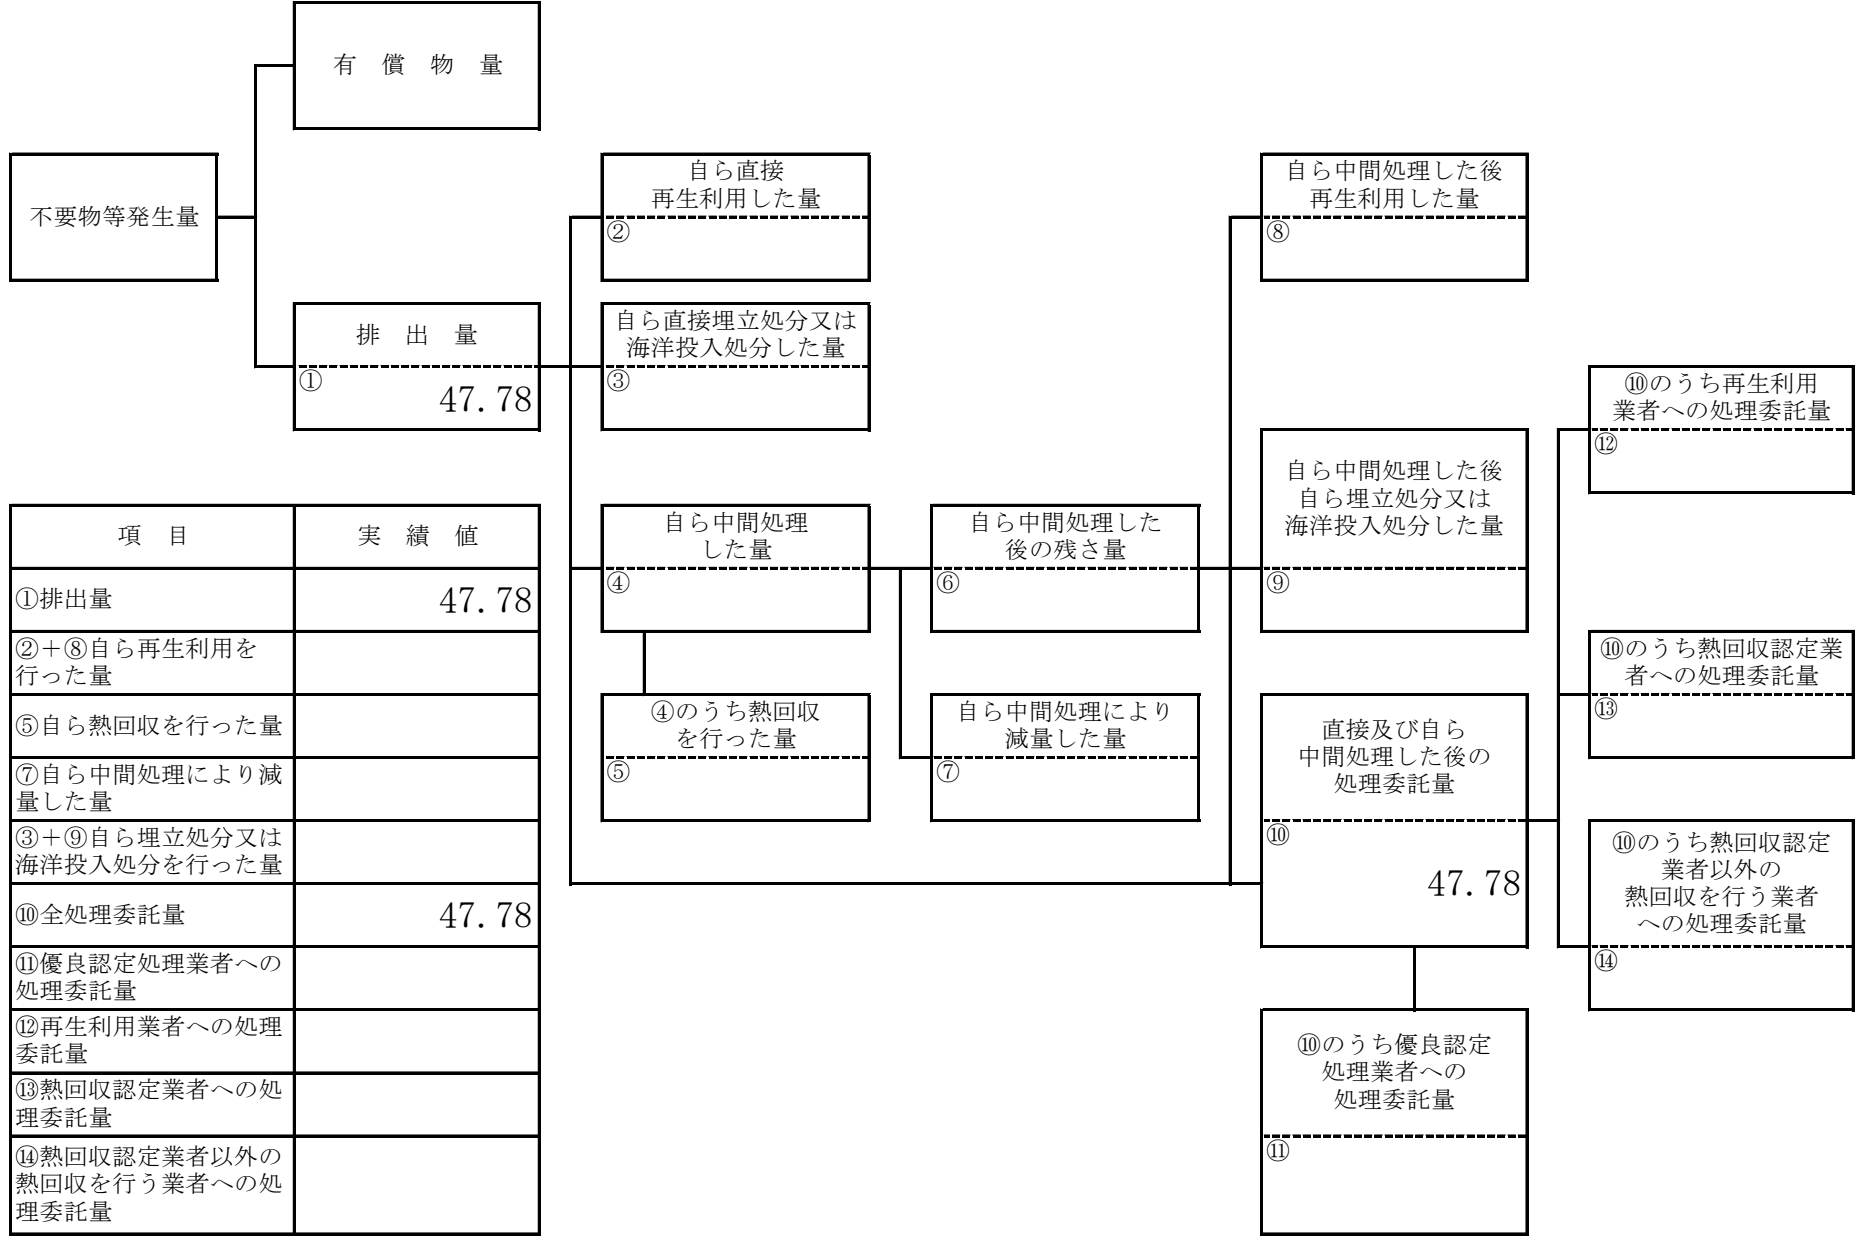 有 償 物 量
不要物等発生量
排 出 量
①
47.78
自ら直接
再生利用した量
②
自ら直接埋立処分又は
海洋投入処分した量
③
自ら中間処理
した量
④
④のうち熱回収
を行った量
⑤
自ら中間処理した
後の残さ量
⑥
自ら中間処理により
減量した量
⑦
自ら中間処理した後
再生利用した量
⑧
自ら中間処理した後
自ら埋立処分又は
海洋投入処分した量
⑨
直接及び自ら
中間処理した後の
処理委託量
⑩
47.78
⑩のうち優良認定
処理業者への
処理委託量
⑪
⑩のうち再生利用
業者への処理委託量
⑫
⑩のうち熱回収認定業
者への処理委託量
⑬
⑩のうち熱回収認定
業者以外の
熱回収を行う業者
への処理委託量
⑭
項 目 実 績 値
①排出量 47.78
②＋⑧自ら再生利用を
行った量
⑤自ら熱回収を行った量
⑦自ら中間処理により減
量した量
③＋⑨自ら埋立処分又は
海洋投入処分を行った量
⑩全処理委託量 47.78
⑪優良認定処理業者への
処理委託量
⑫再生利用業者への処理
委託量
⑬熱回収認定業者への処
理委託量
⑭熱回収認定業者以外の
熱回収を行う業者への処
理委託量